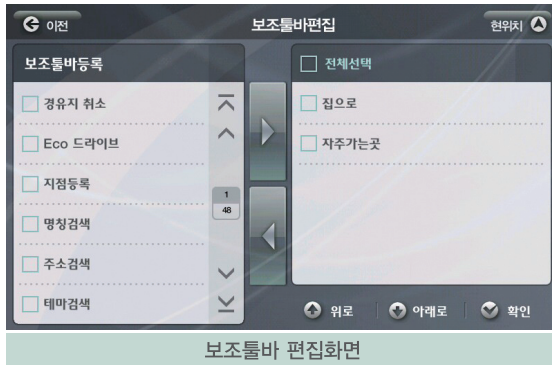 이전 보조툴바편집 현위치
보조툴바등록
경유지 취소
Eco 드라이브
지점등록
명칭검색
주소검색
테마검색
1
48
전체선택
집으로
자주가는곳
위로 아래로 확인
보조툴바 편집화면